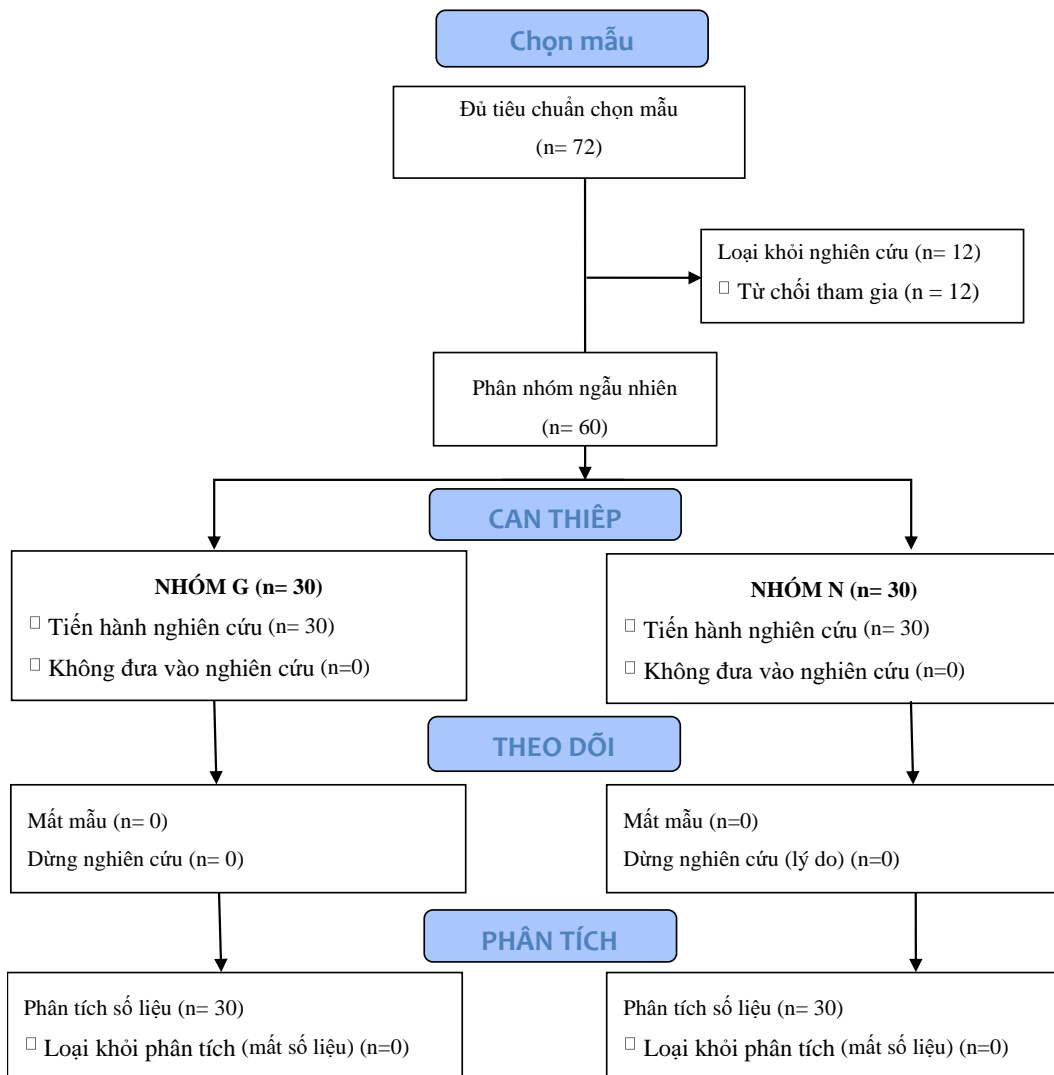 Chọn mẫu
Đủ tiêu chuẩn chọn mẫu
(n= 72)
Loại khỏi nghiên cứu (n= 12)
Từ chối tham gia (n = 12)
Phân nhóm ngẫu nhiên
(n= 60)
CAN THIÊP
NHÓM G (n= 30)
Tiến hành nghiên cứu (n= 30)
Không đưa vào nghiên cứu (n=0)
NHÓM N (n= 30)
Tiến hành nghiên cứu (n= 30)
Không đưa vào nghiên cứu (n=0)
THEO DÕI
Mất mẫu (n= 0)
Dừng nghiên cứu (n= 0)
Mất mẫu (n=0)
Dừng nghiên cứu (lý do) (n=0)
PHÂN TÍCH
Phân tích số liệu (n= 30)
Loại khỏi phân tích (mất số liệu) (n=0)
Phân tích số liệu (n= 30)
Loại khỏi phân tích (mất số liệu) (n=0)